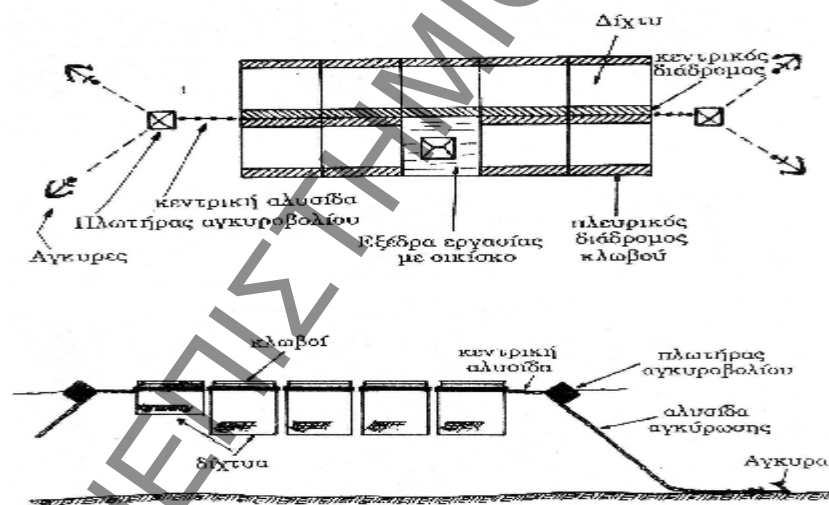 Δίχτυ
κεντρικός
διάδρομος
κεντρική αλυσίδα
Πλωτήρας αγκυροβολίου
Αγκυρες
Εξέδρα εργασίας
με οικίσκο
πλευρικός
διάδρομος
κλωβού
κλωβοί
κεντρική
αλυσίδα
πλωτήρας
αγκυροβολίου
αλυσίδα
αγκύρωσης
δίχτυα
Αγκυρα